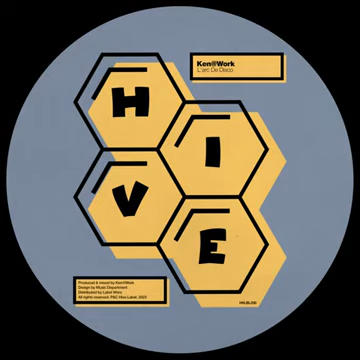 Ken@Work
L'arc De Disco
H
I
V
E
Produced & mixed by Ken@Work
Design by Music Department
Distributed by Label Worx
All rights reserved. P&C Hive Label, 2023